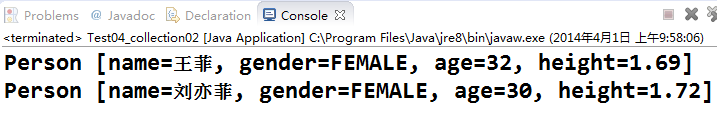 Problems @ Javadoc Declaration Console
<terminated> Test04_collection02 [Java Application] C:\Program Files\Java\jre8\bin\javaw.exe (2014年4月1日 上午9:58:06)
Person [name=王菲, gender=FEMALE, age=32, height=1.69]
Person [name=刘亦菲, gender=FEMALE, age=30, height=1.72]